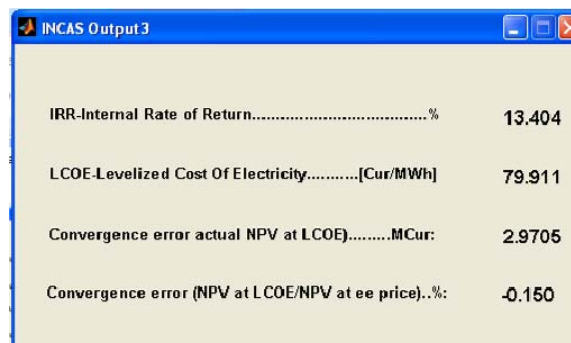 INCAS Output3
IRR-Internal Rate of Return....................................% 13.404
LCOE-Levelized Cost Of Electricity...........[Cur/MWh] 79.911
Convergence error actual NPV at LCOE).........MCur: 2.9705
Convergence error (NPV at LCOE/NPV at ee price)..%: -0.150